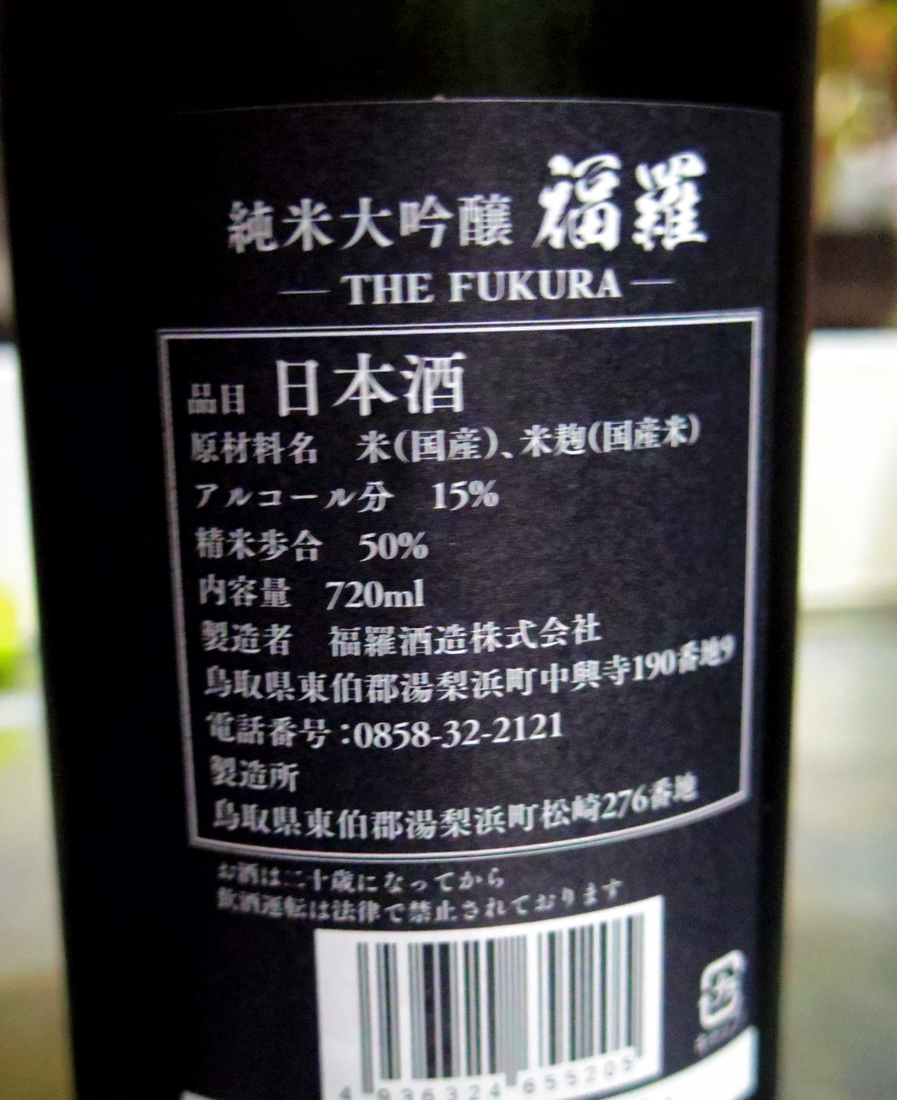 純米大吟醸 福羅
THE FUKURA
品目 日本酒
原材料名 米(国産)、米麹(国産米)
アルコール分 15%
精米歩合 50%
内容量 720ml
製造者 福羅酒造株式会社
鳥取県東伯郡湯梨浜町中興寺190番地9
電話番号:0858-32-2121
製造所
鳥取県東伯郡湯梨浜町松崎276番地
お酒は二十歳になってから
飲酒運転は法律で禁止されております
4 936324 655205